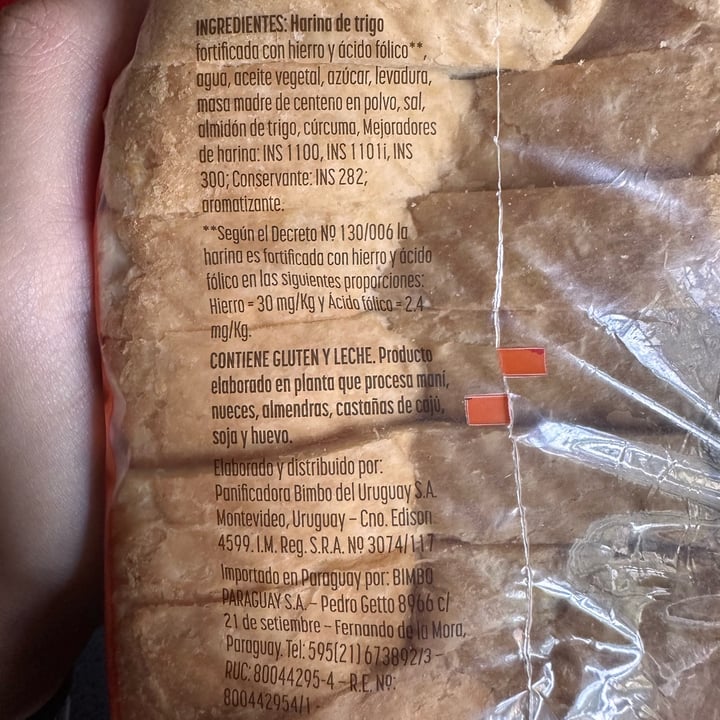 INGREDIENTES: Harina de trigo
fortificada con hierro y ácido fólico**,
agua, aceite vegetal, azúcar, levadura,
masa madre de centeno en polvo, sal,
almidón de trigo, cúrcuma, Mejoradores
de harina: INS 1100, INS 1101i, INS
300; Conservante: INS 282;
aromatizante.
**Según el Decreto Nº 130/006 la
harina es fortificada con hierro y ácido
fólico en las siguientes proporciones:
Hierro = 30 mg/Kg y Ácido fólico = 2.4
mg/Kg.
CONTIENE GLUTEN Y LECHE. Producto
elaborado en planta que procesa maní,
nueces, almendras, castañas de cajú,
soja y huevo.
Elaborado y distribuido por:
Panificadora Bimbo del Uruguay S.A.
Montevideo, Uruguay – Cno. Edison
4599. I.M. Reg. S.R.A. Nº 3074/117
Importado en Paraguay por: BIMBO
PARAGUAY S.A. – Pedro Getto 8966 c/
21 de setiembre – Fernando de la Mora,
Paraguay. Tel: 595(21) 673892/3 –
RUC: 80044295-4 – R.E. Nº:
800442954/1 -